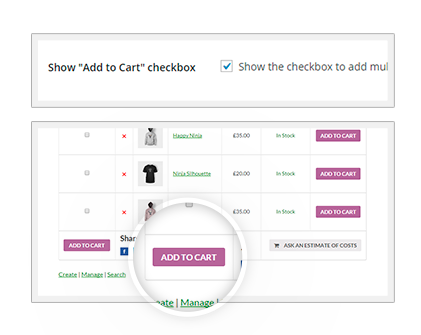 Show "Add to Cart" checkbox
Show the checkbox to add mul
Happy Ninja £35.00 In Stock ADD TO CART
Ninja Silhouette £20.00 In Stock ADD TO CART
£35.00 In Stock ADD TO CART
ADD TO CART
Shar
ASK AN ESTIMATE OF COSTS
ADD TO CART
Create | Manage | Search
eate | Manage |